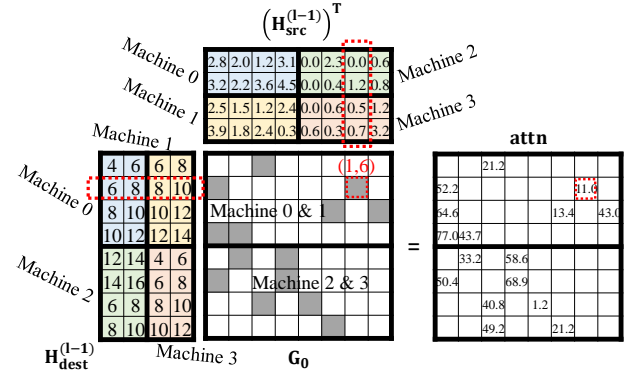 (H_src^(l-1))^T
Machine 0
2.8 2.0 1.2 3.1 0.0 2.3 0.0 0.6
3.2 2.2 3.6 4.5 0.0 0.4 1.2 0.8
Machine 2
Machine 1
2.5 1.5 1.2 2.4 0.0 0.6 0.5 1.2
3.9 1.8 2.4 0.3 0.6 0.3 0.7 3.2
Machine 3
Machine 1
attn
Machine 0
4 6 6 8
6 8 8 10
8 10 10 12
10 12 12 14
Machine 2
12 14 4 6
14 16 6 8
6 8 8 10
8 10 10 12
H_dest^(l-1)
Machine 3
(1,6)
Machine 0 & 1
Machine 2 & 3
G_0
=
21.2
52.2 11.0
64.6 13.4 43.0
77.0 43.7
33.2 58.6
50.4 68.9
40.8 1.2
49.2 21.2